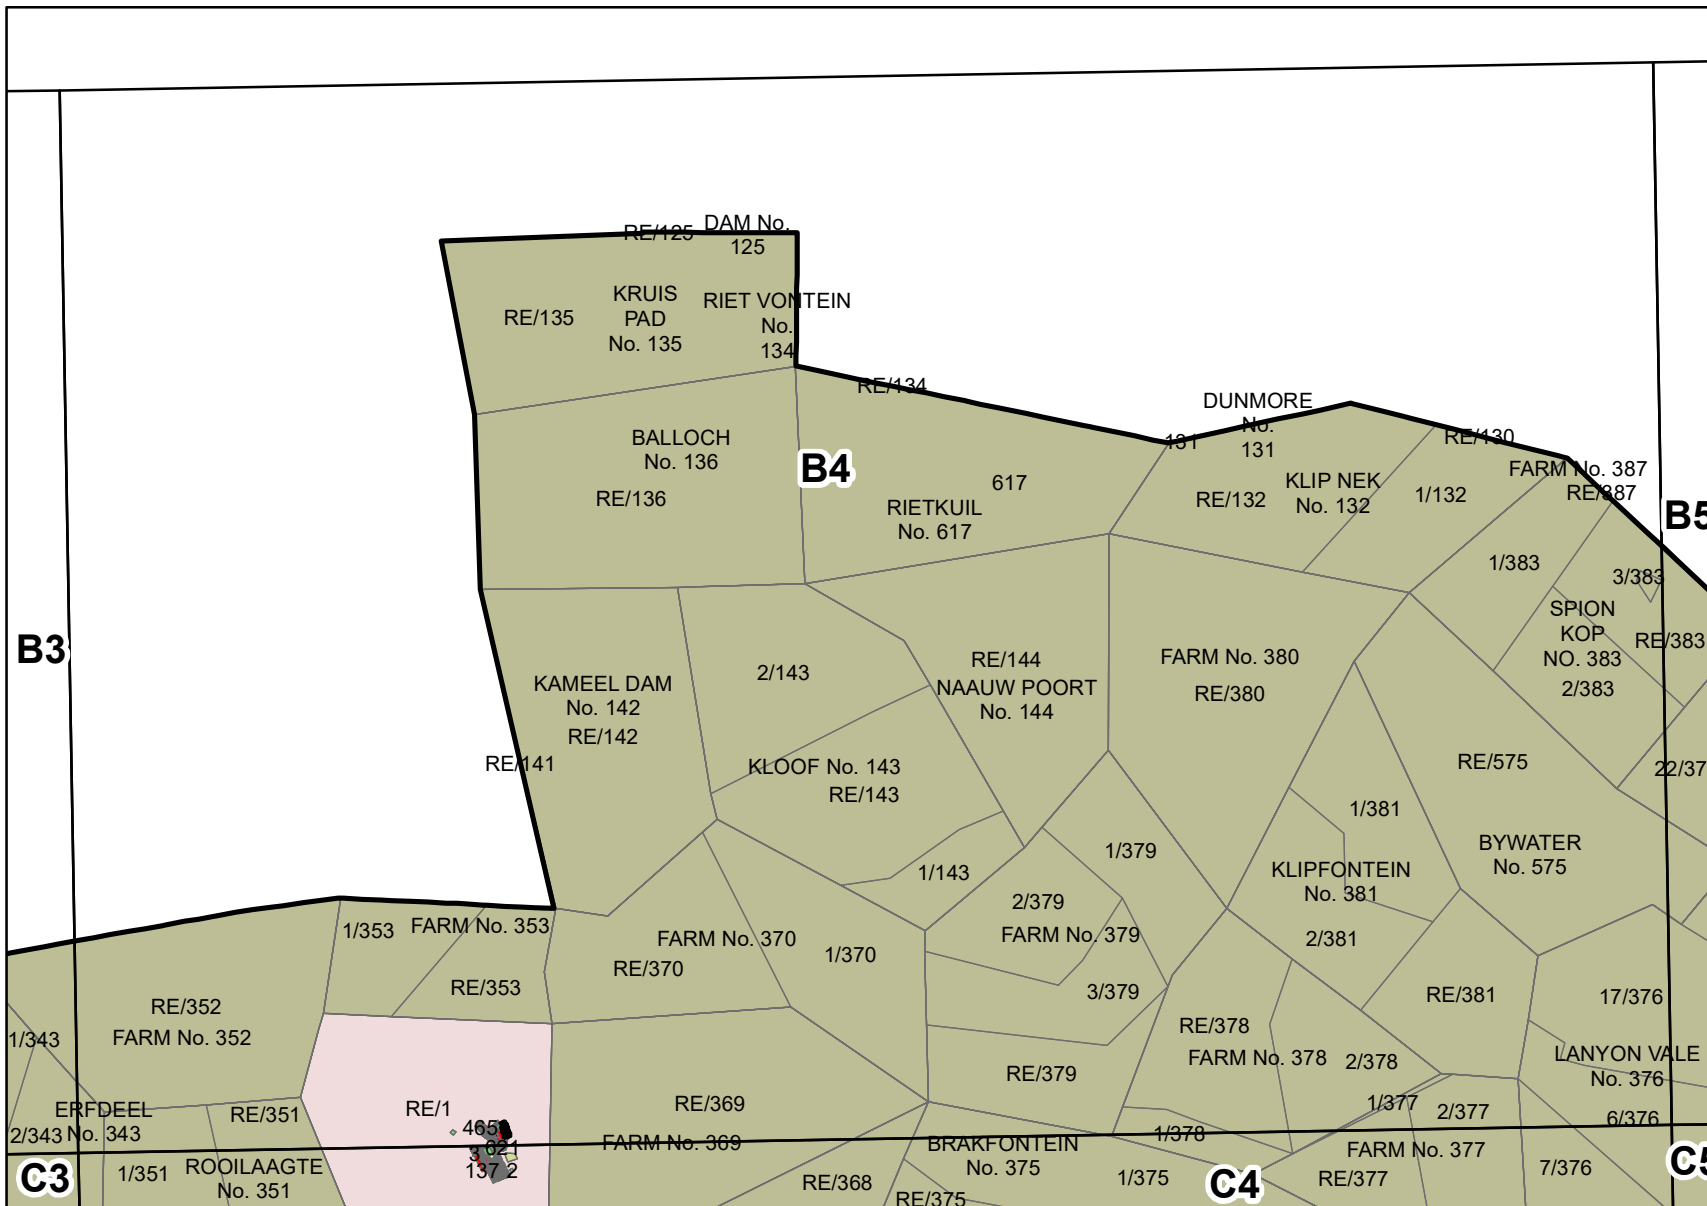 RE/125
DAM No.
125
RE/135
KRUIS
PAD
No. 135
RIET VONTEIN
No.
134
RE/134
DUNMORE
No.
131
131
RE/130
BALLOCH
No. 136
RE/136
B4
617
RIETKUIL
No. 617
RE/132
KLIP NEK
No. 132
1/132
FARM No. 387
RE/387
B5
1/383
3/383
SPION
KOP
NO. 383
2/383
RE/383
B3
KAMEEL DAM
No. 142
RE/142
RE/141
2/143
RE/144
NAAUW POORT
No. 144
FARM No. 380
RE/380
KLOOF No. 143
RE/143
RE/575
22/37
1/381
BYWATER
No. 575
1/143
1/379
KLIPFONTEIN
No. 381
2/379
FARM No. 379
2/381
1/353
FARM No. 353
RE/353
FARM No. 370
RE/370
1/370
3/379
RE/381
17/376
RE/352
FARM No. 352
1/343
RE/378
FARM No. 378
2/378
LANYON VALE
No. 376
RE/379
RE/369
1/377
2/377
6/376
ERFDEEL
No. 343
2/343
RE/351
RE/1
465
621
3
137 2
FARM No. 369
BRAKFONTEIN
No. 375
1/378
FARM No. 377
RE/377
7/376
C3
1/351
ROOILAAGTE
No. 351
RE/368
RE/375
1/375
C4
C5